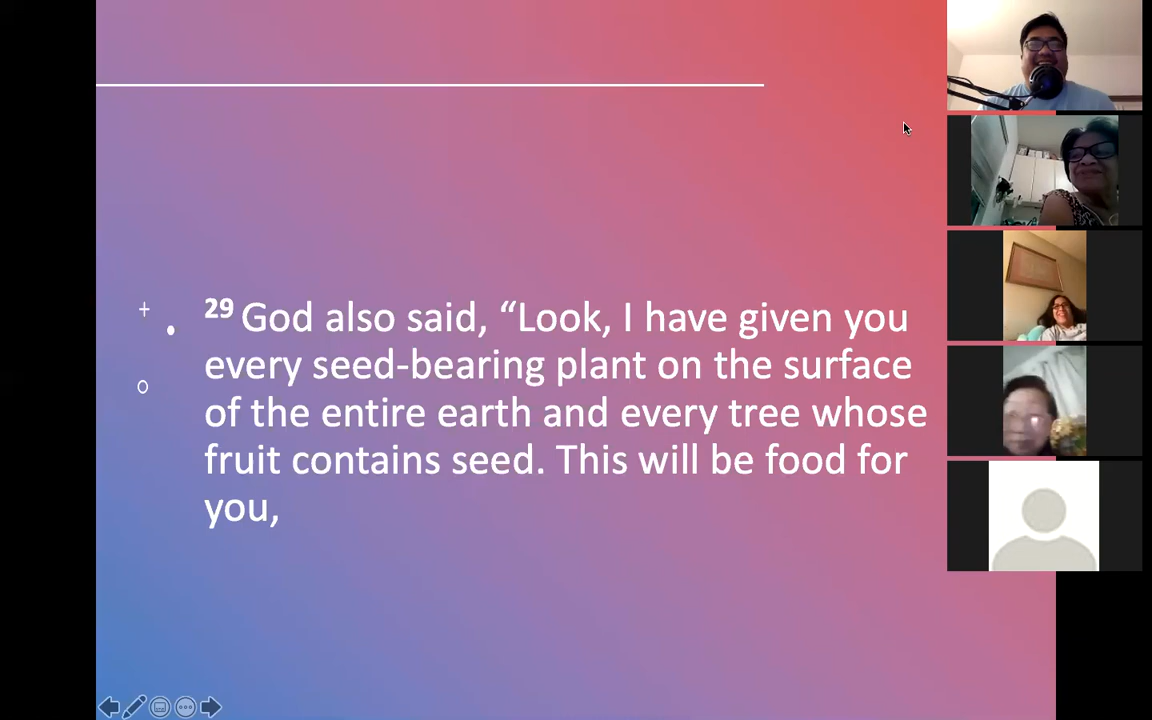 29 God also said, “Look, I have given you
every seed-bearing plant on the surface
of the entire earth and every tree whose
fruit contains seed. This will be food for
you,